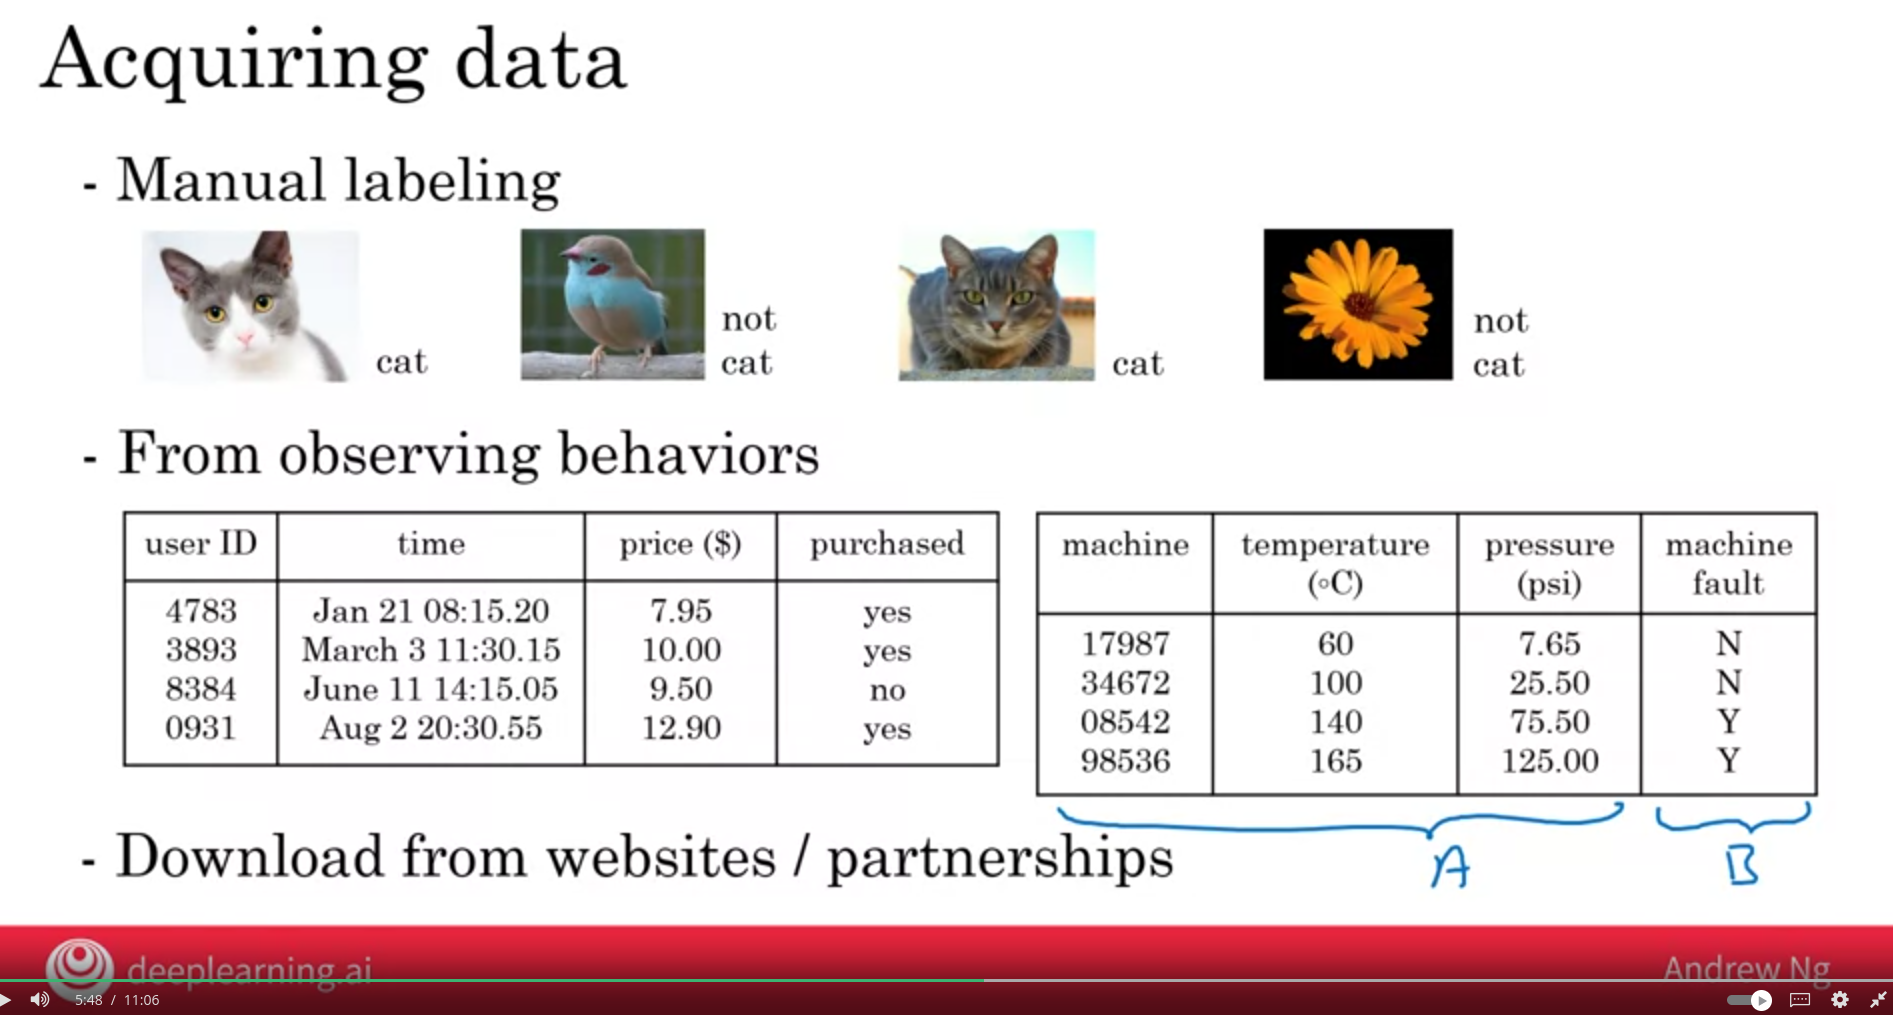 Acquiring data
- Manual labeling
cat
not
cat
cat
not
cat
- From observing behaviors
user ID time price ($) purchased
4783 Jan 21 08:15.20 7.95 yes
3893 March 3 11:30.15 10.00 yes
8384 June 11 14:15.05 9.50 no
0931 Aug 2 20:30.55 12.90 yes
machine temperature pressure machine
(°C) (psi) fault
17987 60 7.65 N
34672 100 25.50 N
08542 140 75.50 Y
98536 165 125.00 Y
A B
- Download from websites / partnerships
deeplearning.ai Andrew Ng
5:48 / 11:06